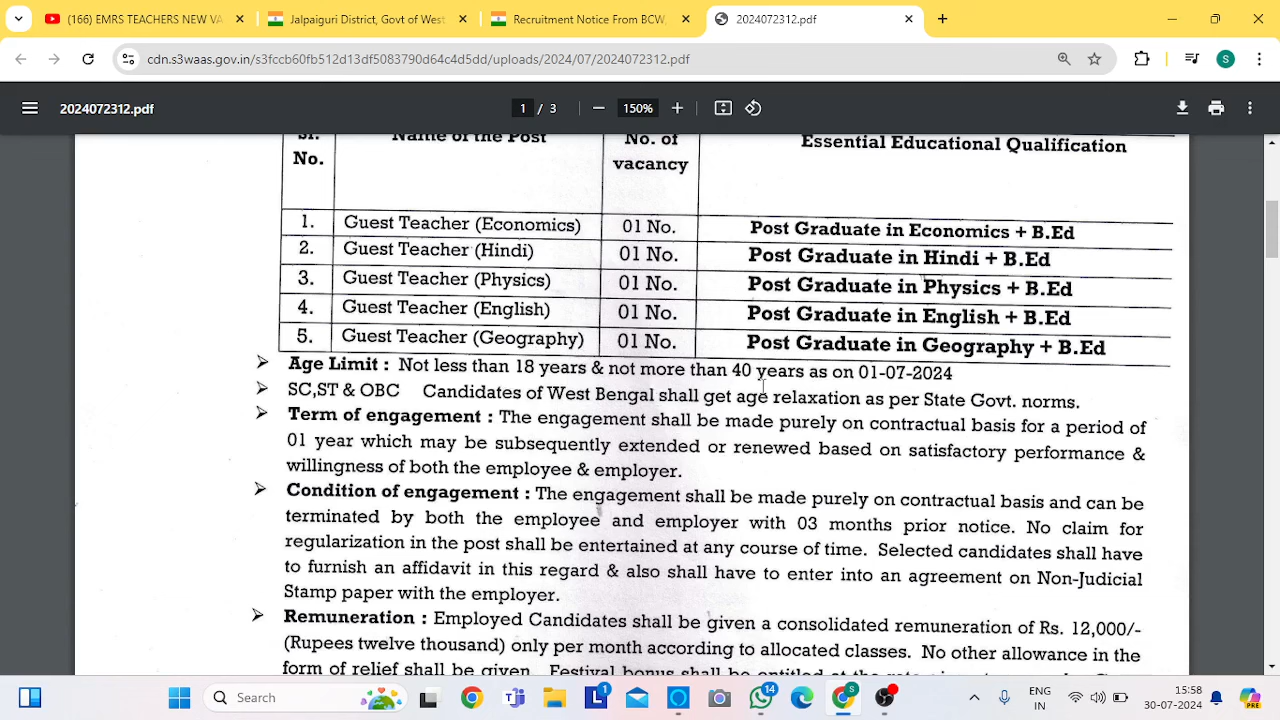 (166) EMRS TEACHERS NEW VA
Jalpaiguri District, Govt of West
Recruitment Notice From BCW,
2024072312.pdf
cdn.s3waas.gov.in/s3fccb60fb512d13df5083790d64c4d5dd/uploads/2024/07/2024072312.pdf
S
2024072312.pdf
1 / 3
150%
Sr. No.
Name of the Post
No. of vacancy
Essential Educational Qualification
1. Guest Teacher (Economics) 01 No. Post Graduate in Economics + B.Ed
2. Guest Teacher (Hindi) 01 No. Post Graduate in Hindi + B.Ed
3. Guest Teacher (Physics) 01 No. Post Graduate in Physics + B.Ed
4. Guest Teacher (English) 01 No. Post Graduate in English + B.Ed
5. Guest Teacher (Geography) 01 No. Post Graduate in Geography + B.Ed
➢ Age Limit : Not less than 18 years & not more than 40 years as on 01-07-2024
➢ SC,ST & OBC Candidates of West Bengal shall get age relaxation as per State Govt. norms.
➢ Term of engagement : The engagement shall be made purely on contractual basis for a period of
01 year which may be subsequently extended or renewed based on satisfactory performance &
willingness of both the employee & employer.
➢ Condition of engagement : The engagement shall be made purely on contractual basis and can be
terminated by both the employee and employer with 03 months prior notice. No claim for
regularization in the post shall be entertained at any course of time. Selected candidates shall have
to furnish an affidavit in this regard & also shall have to enter into an agreement on Non-Judicial
Stamp paper with the employer.
➢ Remuneration : Employed Candidates shall be given a consolidated remuneration of Rs. 12,000/-
(Rupees twelve thousand) only per month according to allocated classes. No other allowance in the
form of relief shall be given. Festival bonus shall be entitled at the
Search
1
14
S
ENG
IN
15:58
30-07-2024
PRE